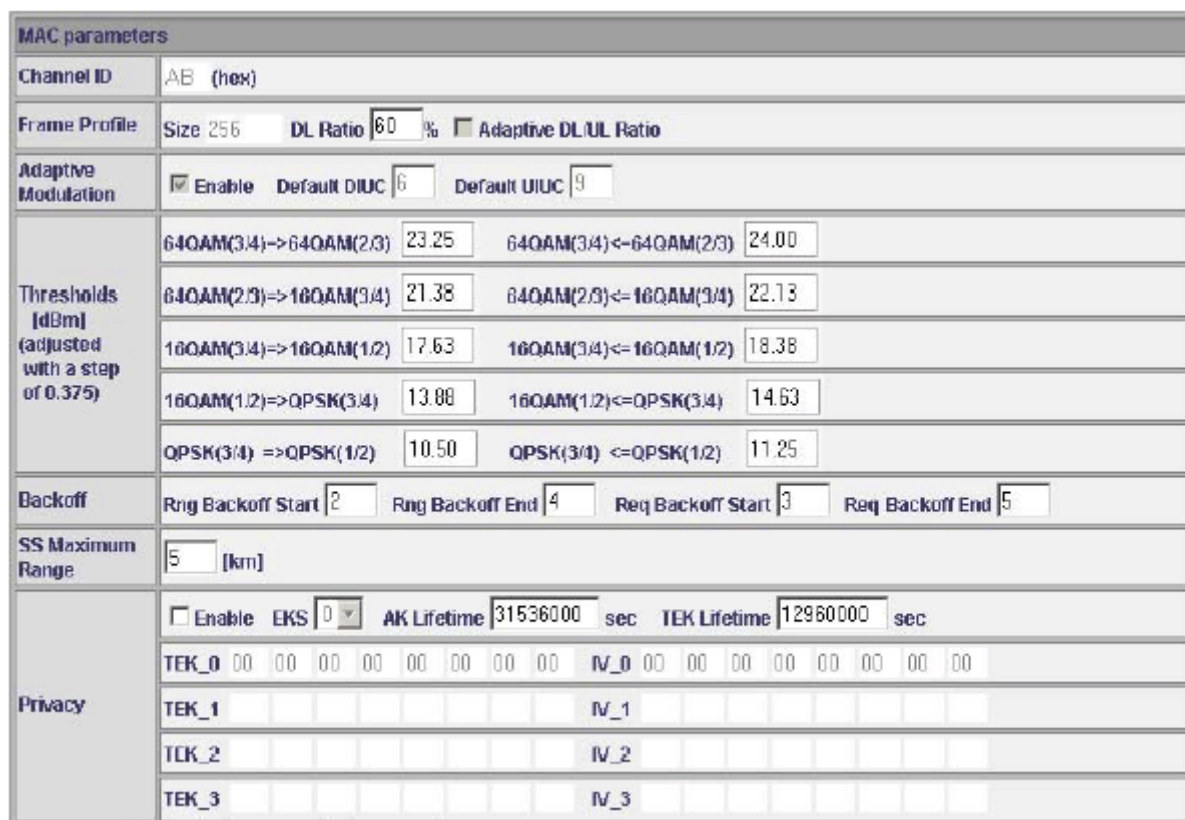 MAC parameters
Channel ID AB (hex)
Frame Profile Size 256 DL Ratio 60 % Adaptive DL/UL Ratio
Adaptive Modulation Enable Default DIUC 6 Default UIUC 9
Thresholds [dBm] (adjusted with a step of 0.375)
64QAM(3/4)=>64QAM(2/3) 23.25 64QAM(3/4)<=64QAM(2/3) 24.00
64QAM(2/3)=>16QAM(3/4) 21.38 64QAM(2/3)<=16QAM(3/4) 22.13
16QAM(3/4)=>16QAM(1/2) 17.63 16QAM(3/4)<=16QAM(1/2) 18.38
16QAM(1/2)=>QPSK(3/4) 13.88 16QAM(1/2)<=QPSK(3/4) 14.63
QPSK(3/4) =>QPSK(1/2) 10.50 QPSK(3/4) <=QPSK(1/2) 11.25
Backoff Rng Backoff Start 2 Rng Backoff End 4 Req Backoff Start 3 Req Backoff End 5
SS Maximum Range 5 [km]
Privacy
Enable EKS 0 AK Lifetime 31536000 sec TEK Lifetime 12960000 sec
TEK_0 00 00 00 00 00 00 00 00 IV_0 00 00 00 00 00 00 00 00
TEK_1 IV_1
TEK_2 IV_2
TEK_3 IV_3